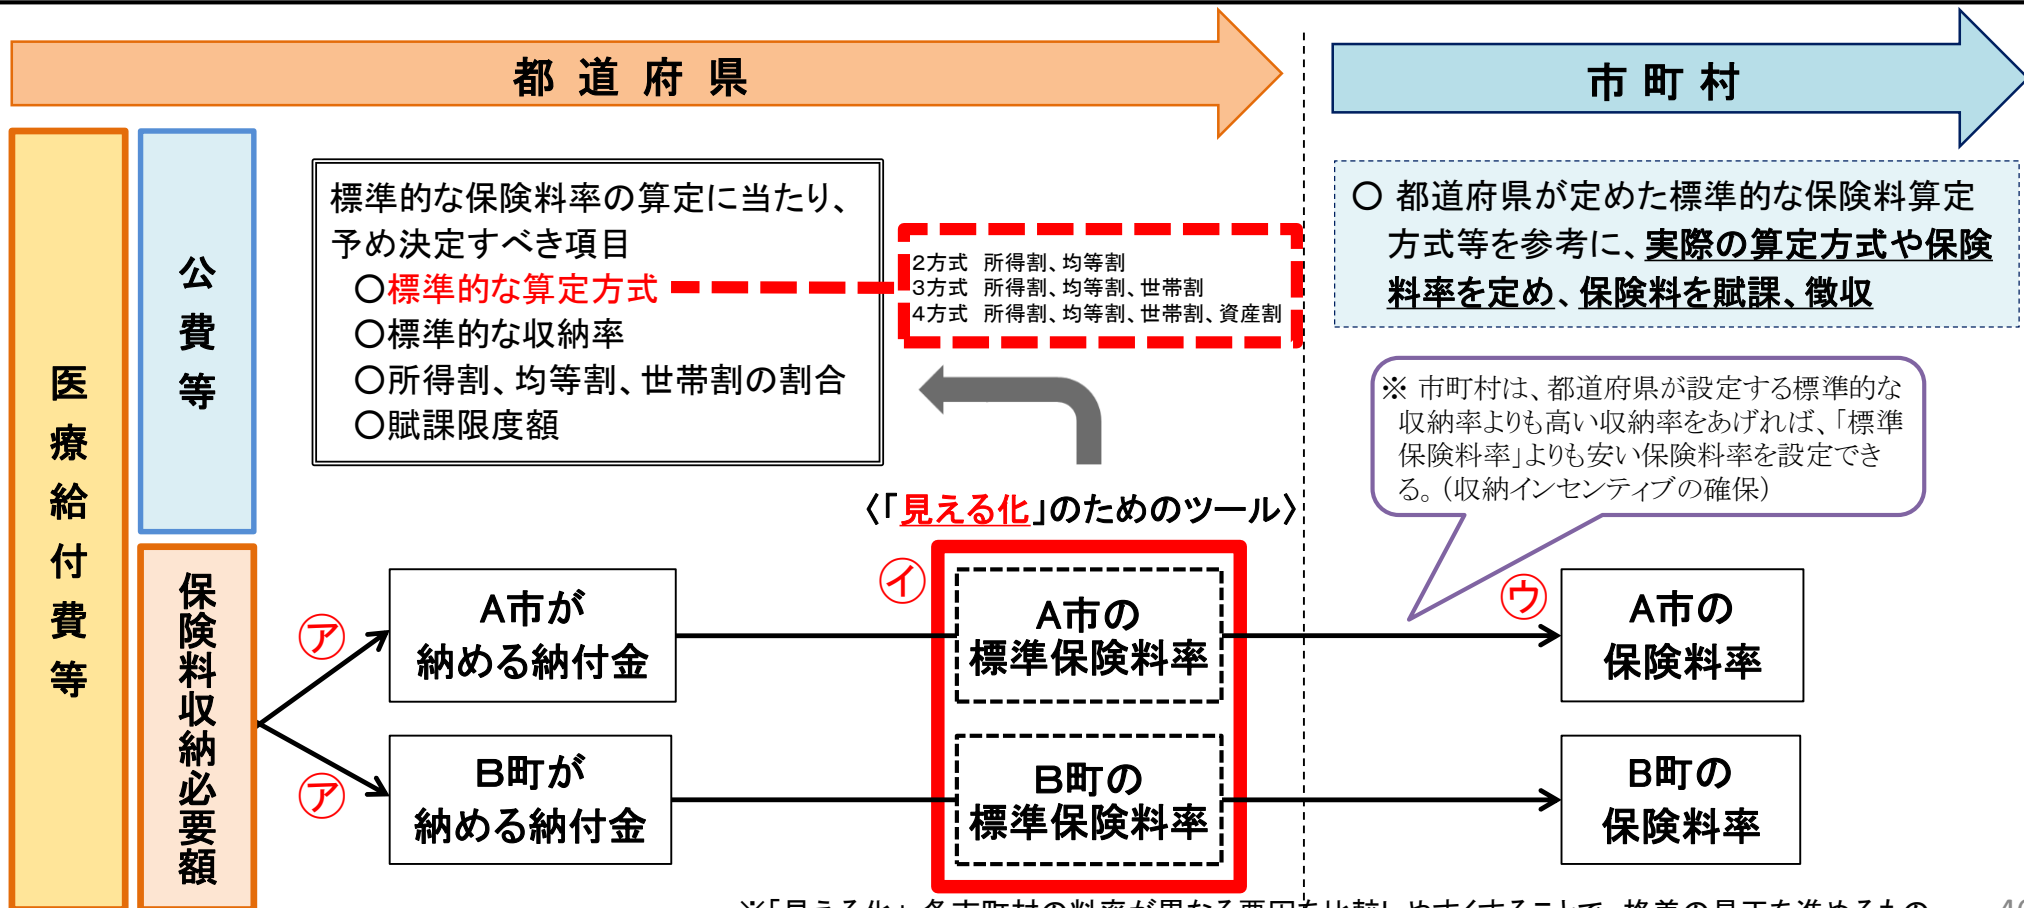 都道府県
市町村
医療給付費等
公費等
保険料収納必要額
標準的な保険料率の算定に当たり、
予め決定すべき項目
○標準的な算定方式
○標準的な収納率
○所得割、均等割、世帯割の割合
○賦課限度額
2方式 所得割、均等割
3方式 所得割、均等割、世帯割
4方式 所得割、均等割、世帯割、資産割
○ 都道府県が定めた標準的な保険料算定
方式等を参考に、実際の算定方式や保険
料率を定め、保険料を賦課、徴収
※ 市町村は、都道府県が設定する標準的な
収納率よりも高い収納率をあげれば、「標準
保険料率」よりも安い保険料率を設定でき
る。（収納インセンティブの確保）
〈「見える化」のためのツール〉
㋐
A市が
納める納付金
㋑
A市の
標準保険料率
㋒
A市の
保険料率
㋐
B町が
納める納付金
B町の
標準保険料率
B町の
保険料率